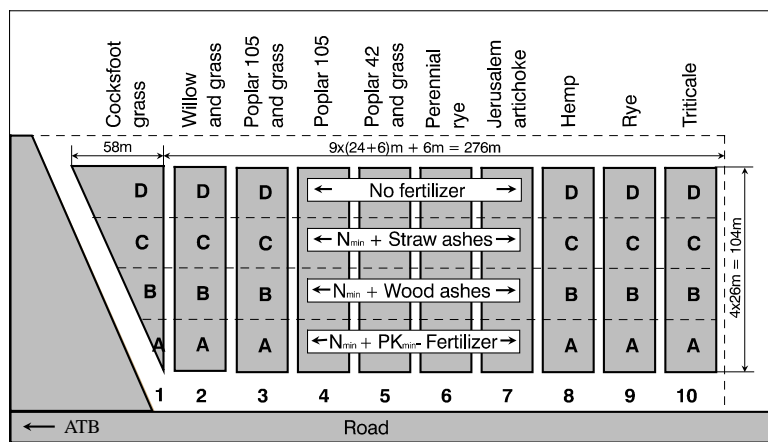 Cocksfoot
grass
Willow
and grass
Poplar 105
and grass
Poplar 105
Poplar 42
and grass
Perennial
rye
Jerusalem
artichoke
Hemp
Rye
Triticale
58m
9x(24+6)m + 6m = 276m
D D D No fertilizer D D D
C C C Nmin + Straw ashes C C C
B B B Nmin + Wood ashes B B B
A A A Nmin + PKmin- Fertilizer A A A
4x26m = 104m
1 2 3 4 5 6 7 8 9 10
ATB Road